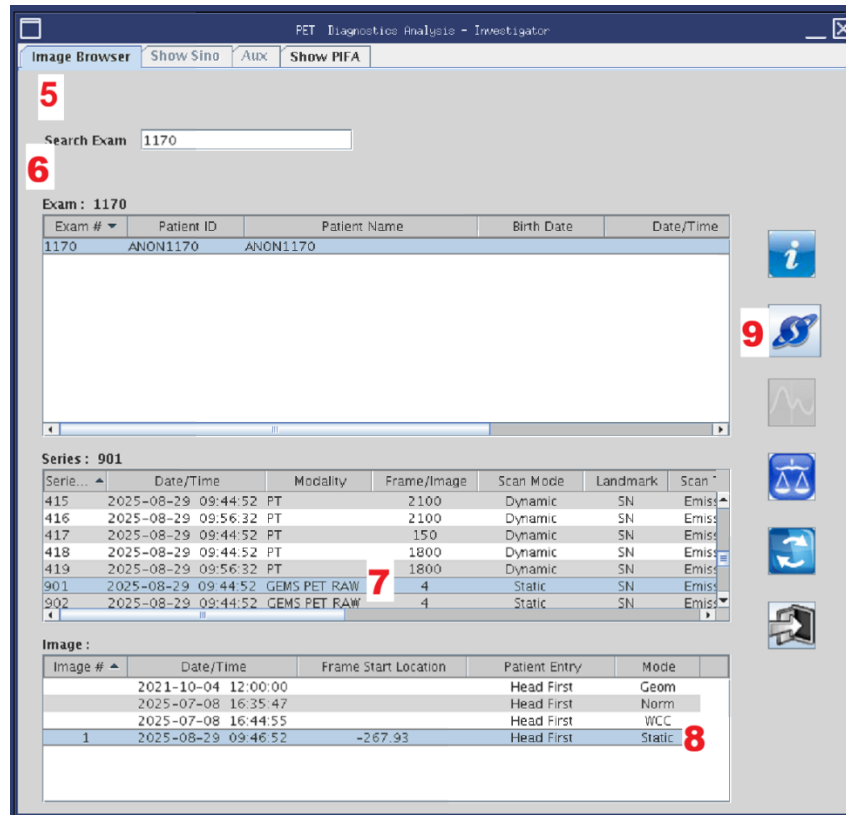 PET Diagnostics Analysis - Investigator
Image Browser Show Sino Aux Show PIFA
5
Search Exam 1170
6
Exam : 1170
Exam # Patient ID Patient Name Birth Date Date/Time
1170 ANON1170 ANON1170
9
Series : 901
Serie... Date/Time Modality Frame/Image Scan Mode Landmark Scan
415 2025-08-29 09:44:52 PT 2100 Dynamic SN Emiss
416 2025-08-29 09:56:32 PT 2100 Dynamic SN Emiss
417 2025-08-29 09:44:52 PT 150 Dynamic SN Emiss
418 2025-08-29 09:44:52 PT 1800 Dynamic SN Emiss
419 2025-08-29 09:56:32 PT 1800 Dynamic SN Emiss
901 2025-08-29 09:44:52 GEMS PET RAW 7 4 Static SN Emiss
902 2025-08-29 09:44:52 GEMS PET RAW 4 Static SN Emiss
Image :
Image # Date/Time Frame Start Location Patient Entry Mode
2021-10-04 12:00:00 Head First Geom
2025-07-08 16:35:47 Head First Norm
2025-07-08 16:44:55 Head First WCC
1 2025-08-29 09:46:52 -267.93 Head First Static 8